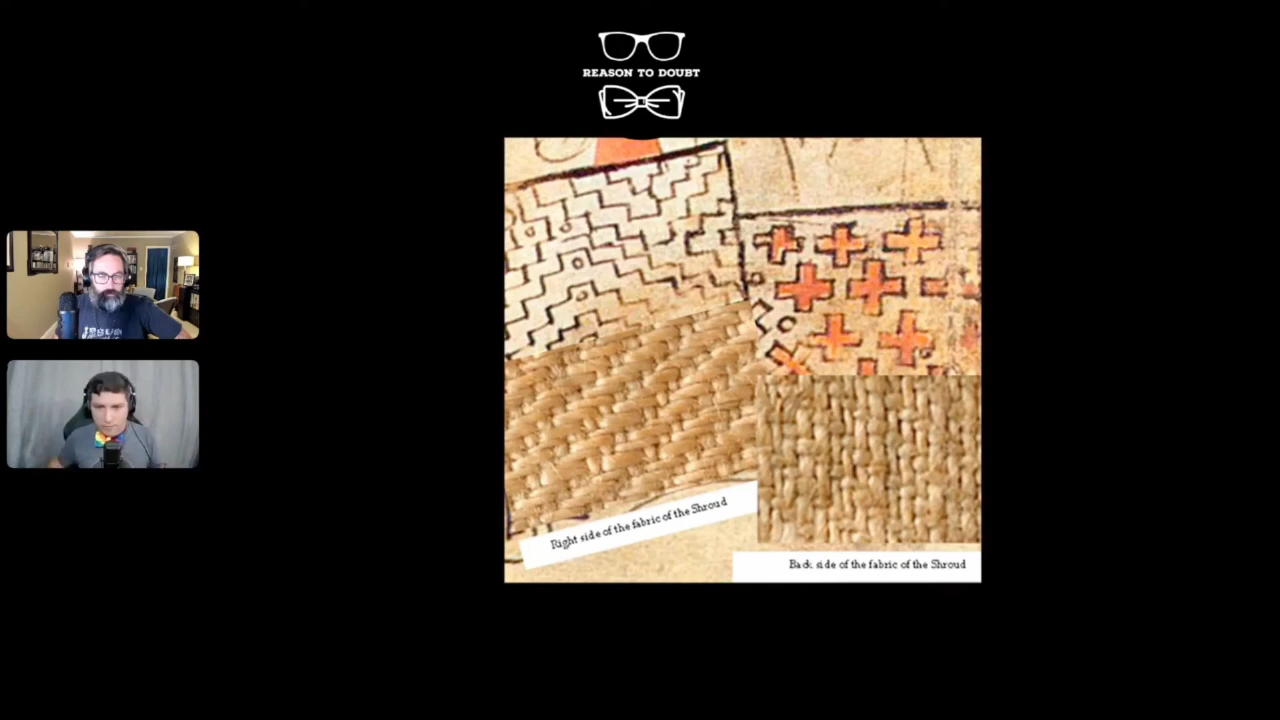 REASON TO DOUBT
Right side of the fabric of the Shroud
Back side of the fabric of the Shroud